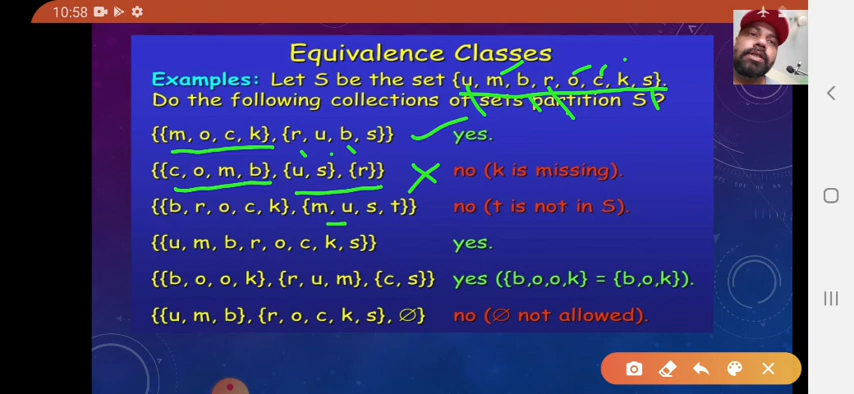 10:58
Equivalence Classes
Examples: Let S be the set {u, m, b, r, o, c, k, s}.
Do the following collections of sets partition S ?
{{m, o, c, k}, {r, u, b, s}} yes.
{{c, o, m, b}, {u, s}, {r}} no (k is missing).
{{b, r, o, c, k}, {m, u, s, t}} no (t is not in S).
{{u, m, b, r, o, c, k, s}} yes.
{{b, o, o, k}, {r, u, m}, {c, s}} yes ({b,o,o,k} = {b,o,k}).
{{u, m, b}, {r, o, c, k, s}, ∅} no (∅ not allowed).